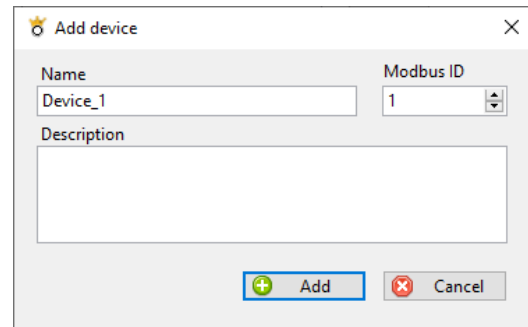 Add device
Name
Modbus ID
Device_1
1
Description
Add
Cancel